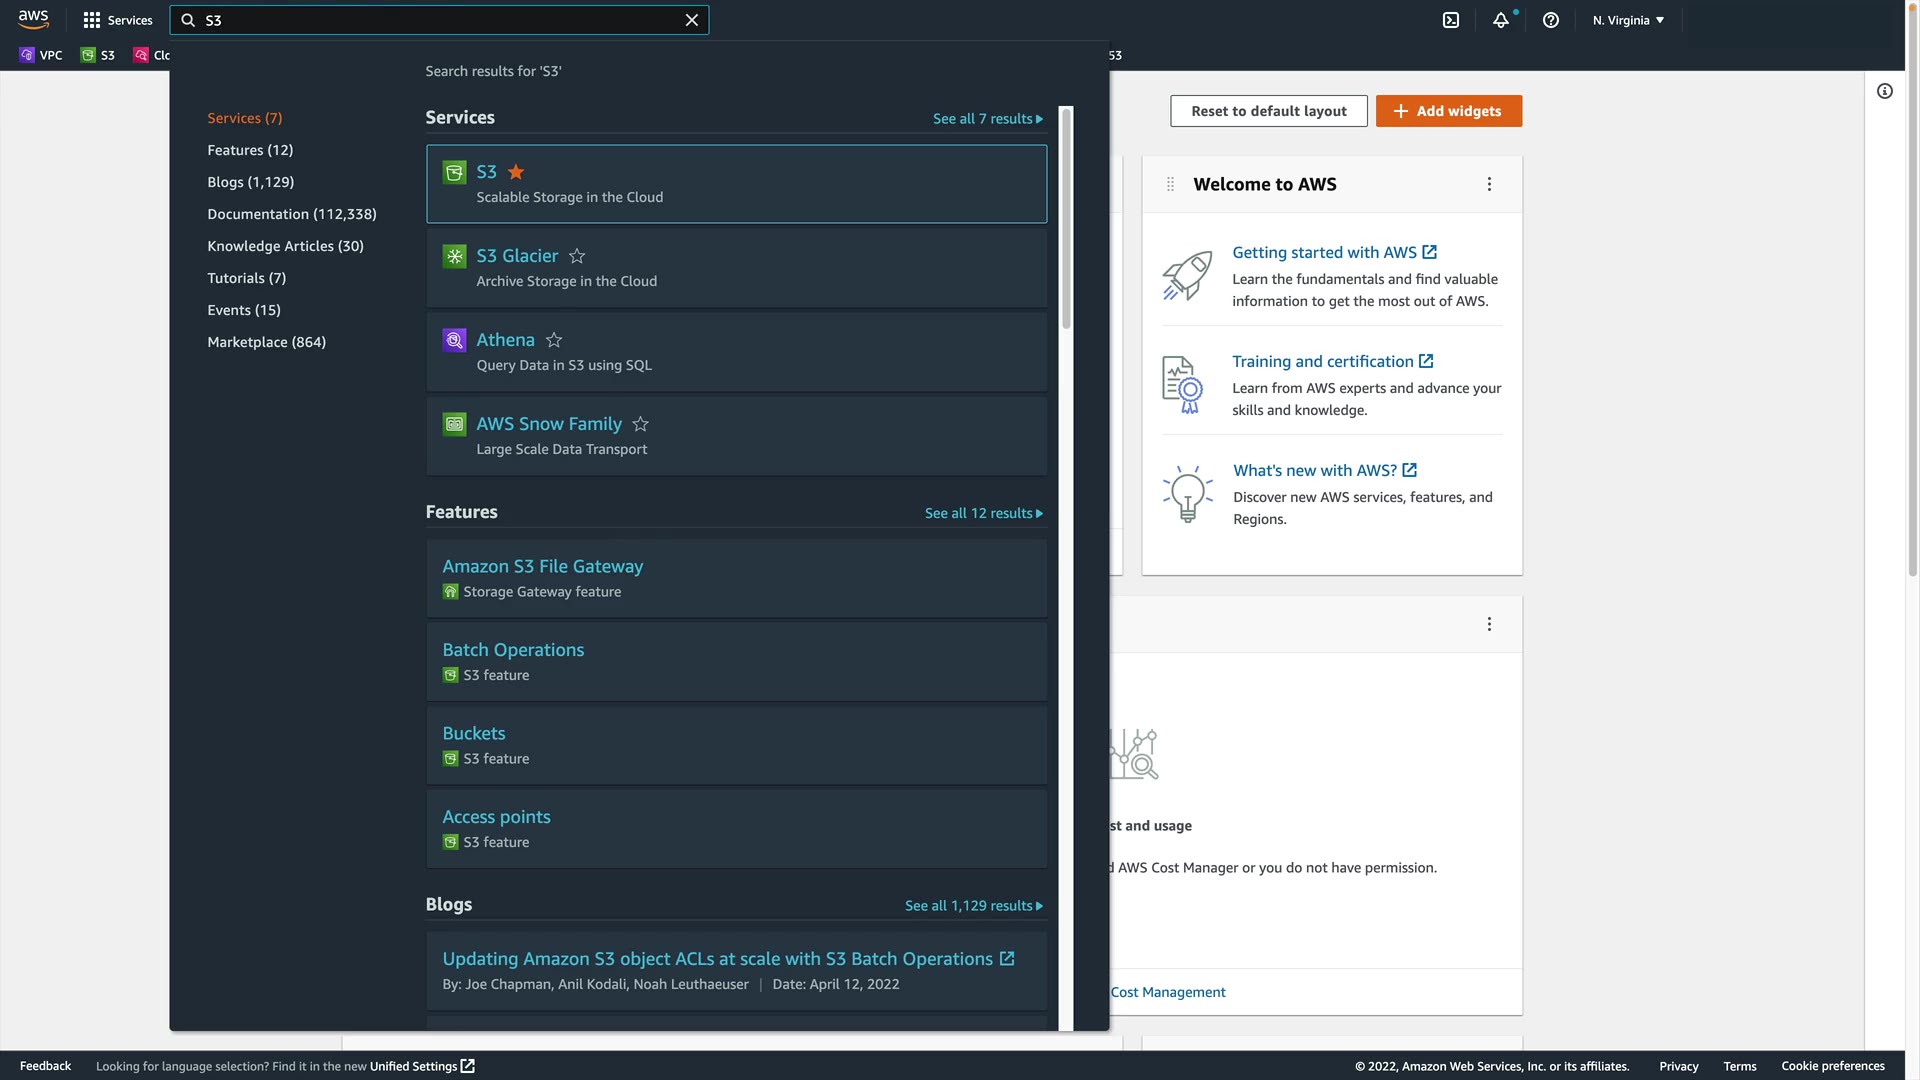 aws
Services
S3
N. Virginia
VPC
S3
53
Search results for 'S3'
Services (7)
Features (12)
Blogs (1,129)
Documentation (112,338)
Knowledge Articles (30)
Tutorials (7)
Events (15)
Marketplace (864)
Services
See all 7 results
S3
Scalable Storage in the Cloud
S3 Glacier
Archive Storage in the Cloud
Athena
Query Data in S3 using SQL
AWS Snow Family
Large Scale Data Transport
Features
See all 12 results
Amazon S3 File Gateway
Storage Gateway feature
Batch Operations
S3 feature
Buckets
S3 feature
Access points
S3 feature
Blogs
See all 1,129 results
Updating Amazon S3 object ACLs at scale with S3 Batch Operations
By: Joe Chapman, Anil Kodali, Noah Leuthaeuser | Date: April 12, 2022
Reset to default layout
Add widgets
Welcome to AWS
Getting started with AWS
Learn the fundamentals and find valuable
information to get the most out of AWS.
Training and certification
Learn from AWS experts and advance your
skills and knowledge.
What's new with AWS?
Discover new AWS services, features, and
Regions.
st and usage
AWS Cost Manager or you do not have permission.
Cost Management
Feedback
Looking for language selection? Find it in the new Unified Settings
© 2022, Amazon Web Services, Inc. or its affiliates.
Privacy
Terms
Cookie preferences